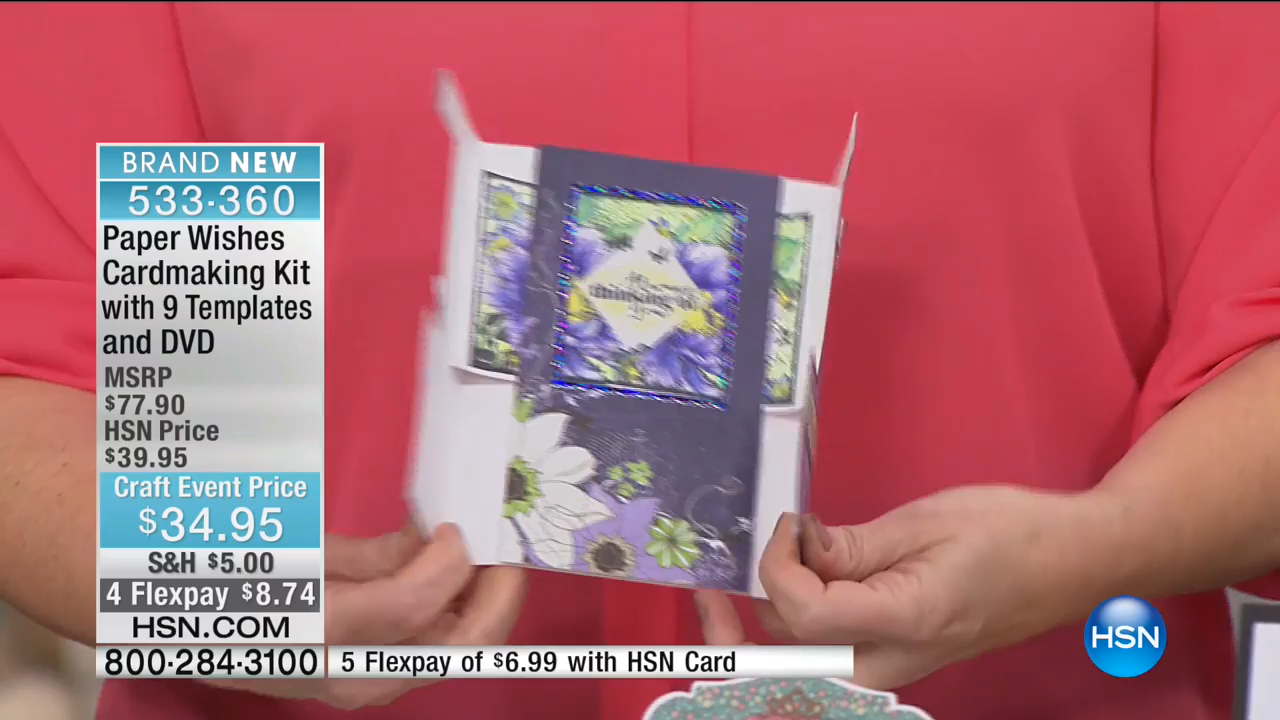 BRAND NEW
533-360
Paper Wishes
Cardmaking Kit
with 9 Templates
and DVD
MSRP
$77.90
HSN Price
$39.95
Craft Event Price
$34.95
S&H $5.00
4 Flexpay $8.74
HSN.COM
800-284-3100
5 Flexpay of $6.99 with HSN Card
HSN
thinking of